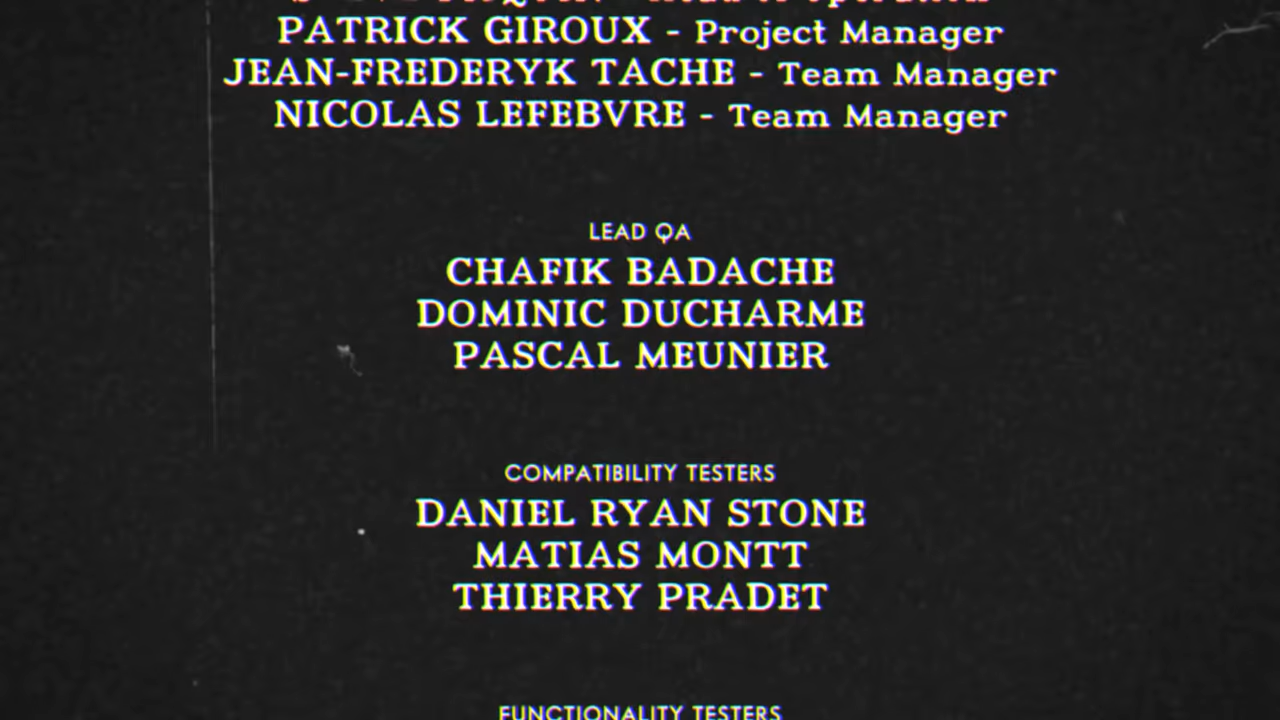 PATRICK GIROUX - Project Manager
JEAN-FREDERYK TACHE - Team Manager
NICOLAS LEFEBVRE - Team Manager
LEAD QA
CHAFIK BADACHE
DOMINIC DUCHARME
PASCAL MEUNIER
COMPATIBILITY TESTERS
DANIEL RYAN STONE
MATIAS MONTT
THIERRY PRADET
FUNCTIONALITY TESTERS